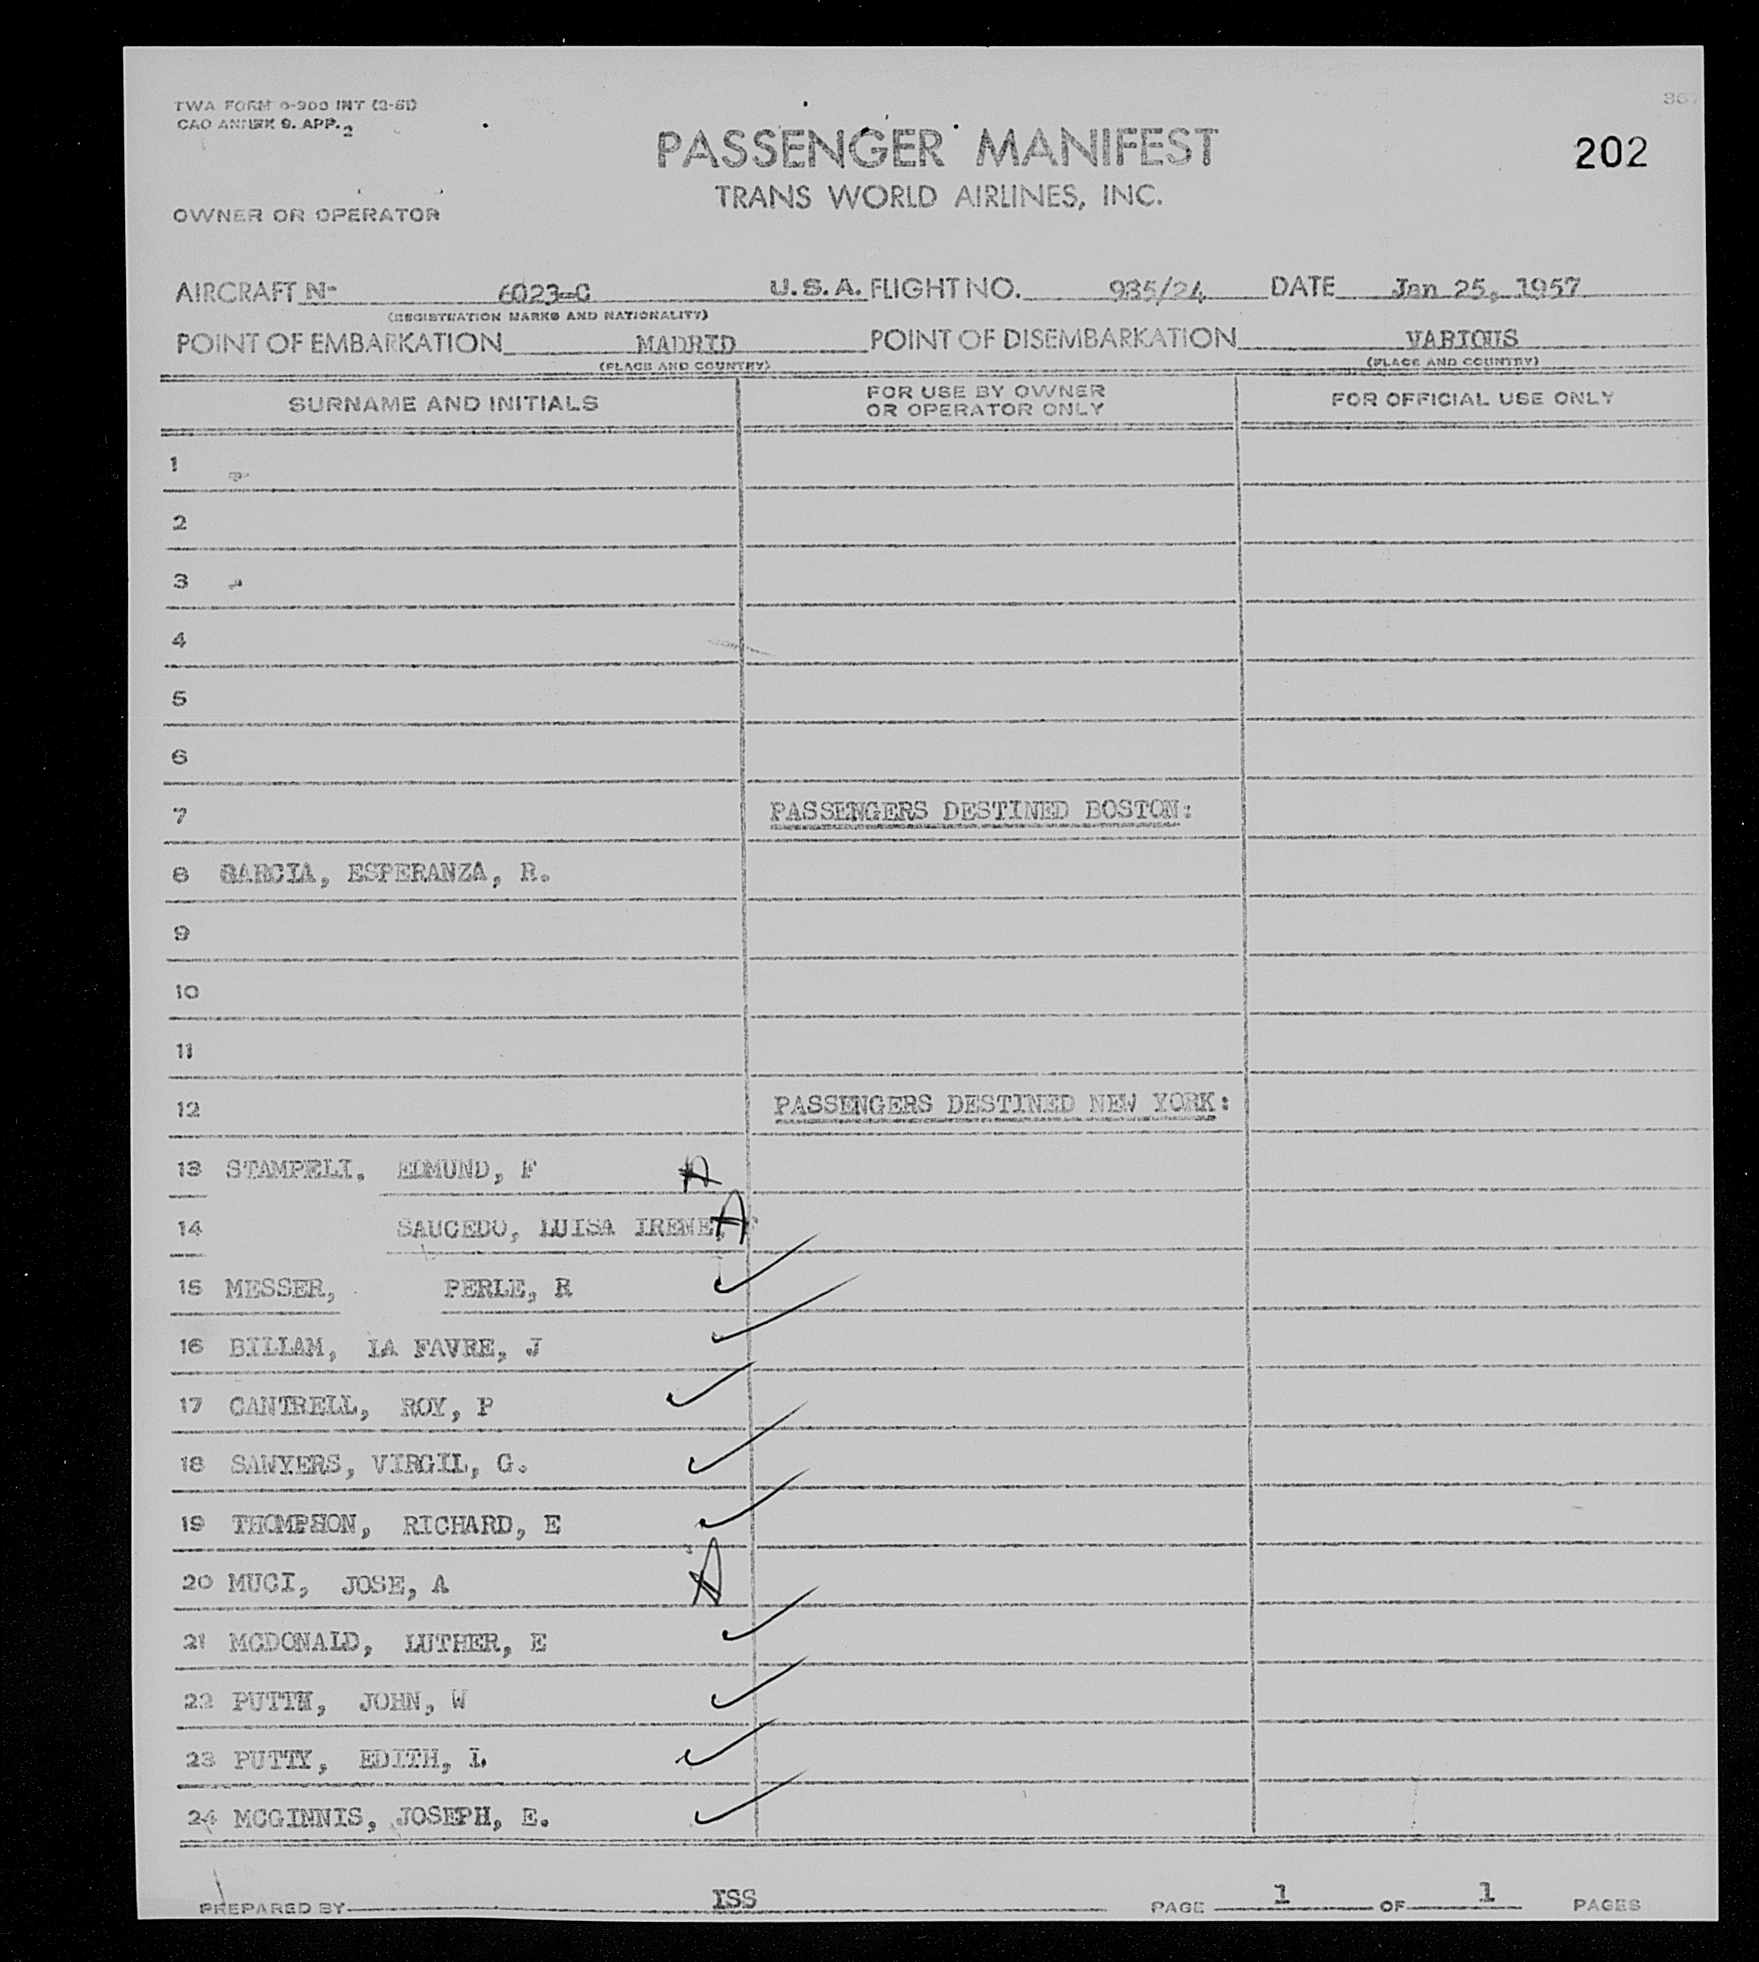 TWA FORM 0-900 INT (3-51)
CAO ANNEX 9. APP. 2
PASSENGER MANIFEST
202
TRANS WORLD AIRLINES, INC.
OWNER OR OPERATOR
AIRCRAFT N- 6023-C U.S.A. FLIGHT NO. 935/24 DATE Jan 25, 1957
(REGISTRATION MARKS AND NATIONALITY)
POINT OF EMBARKATION MADRID POINT OF DISEMBARKATION VARIOUS
(PLACE AND COUNTRY) (PLACE AND COUNTRY)
SURNAME AND INITIALS FOR USE BY OWNER OR OPERATOR ONLY FOR OFFICIAL USE ONLY
1
2
3
4
5
6
7 PASSENGERS DESTINED BOSTON:
8 GARCIA, ESPERANZA, R.
9
10
11
12 PASSENGERS DESTINED NEW YORK:
13 STAMPELI, EDMUND, F A
14 SAUCEDO, LUISA IRENE, A
15 MESSER, PERLE, R
16 BILLAM, LA FAVRE, J
17 CANTRELL, ROY, P
18 SAWYERS, VIRGIL, G.
19 THOMPSON, RICHARD, E
20 MUCI, JOSE, A A
21 MCDONALD, LUTHER, E
22 PUTTY, JOHN, W
23 PUTTY, EDITH, L
24 MCGINNIS, JOSEPH, E.
PREPARED BY ISS PAGE 1 OF 1 PAGES